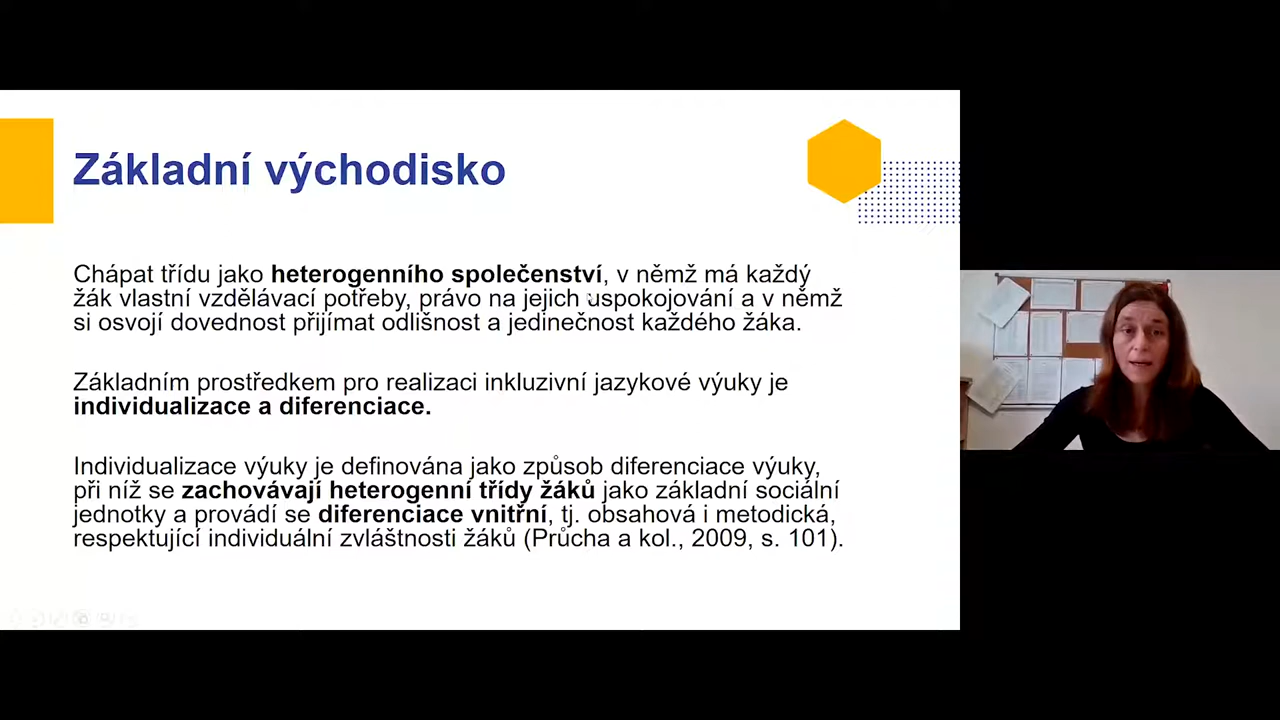 Základní východisko
Chápat třídu jako heterogenního společenství, v němž má každý
žák vlastní vzdělávací potřeby, právo na jejich uspokojování a v němž
si osvojí dovednost přijímat odlišnost a jedinečnost každého žáka.
Základním prostředkem pro realizaci inkluzivní jazykové výuky je
individualizace a diferenciace.
Individualizace výuky je definována jako způsob diferenciace výuky,
při níž se zachovávají heterogenní třídy žáků jako základní sociální
jednotky a provádí se diferenciace vnitřní, tj. obsahová i metodická,
respektující individuální zvláštnosti žáků (Průcha a kol., 2009, s. 101).